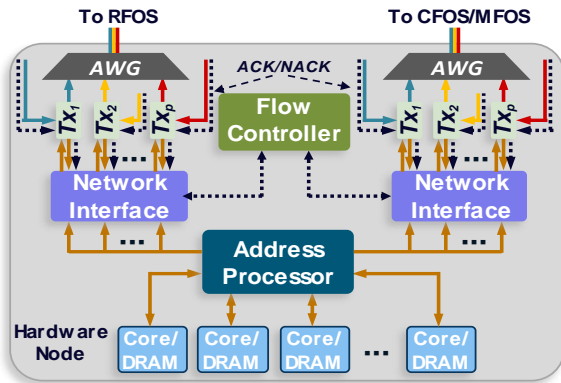 To RFOS
To CFOS/MFOS
AWG
ACK/NACK
AWG
Tx1
Tx2
Txp
Flow
Controller
Tx1
Tx2
Txp
...
...
Network
Interface
Network
Interface
...
Address
Processor
...
Hardware
Node
Core/
DRAM
Core/
DRAM
Core/
DRAM
...
Core/
DRAM